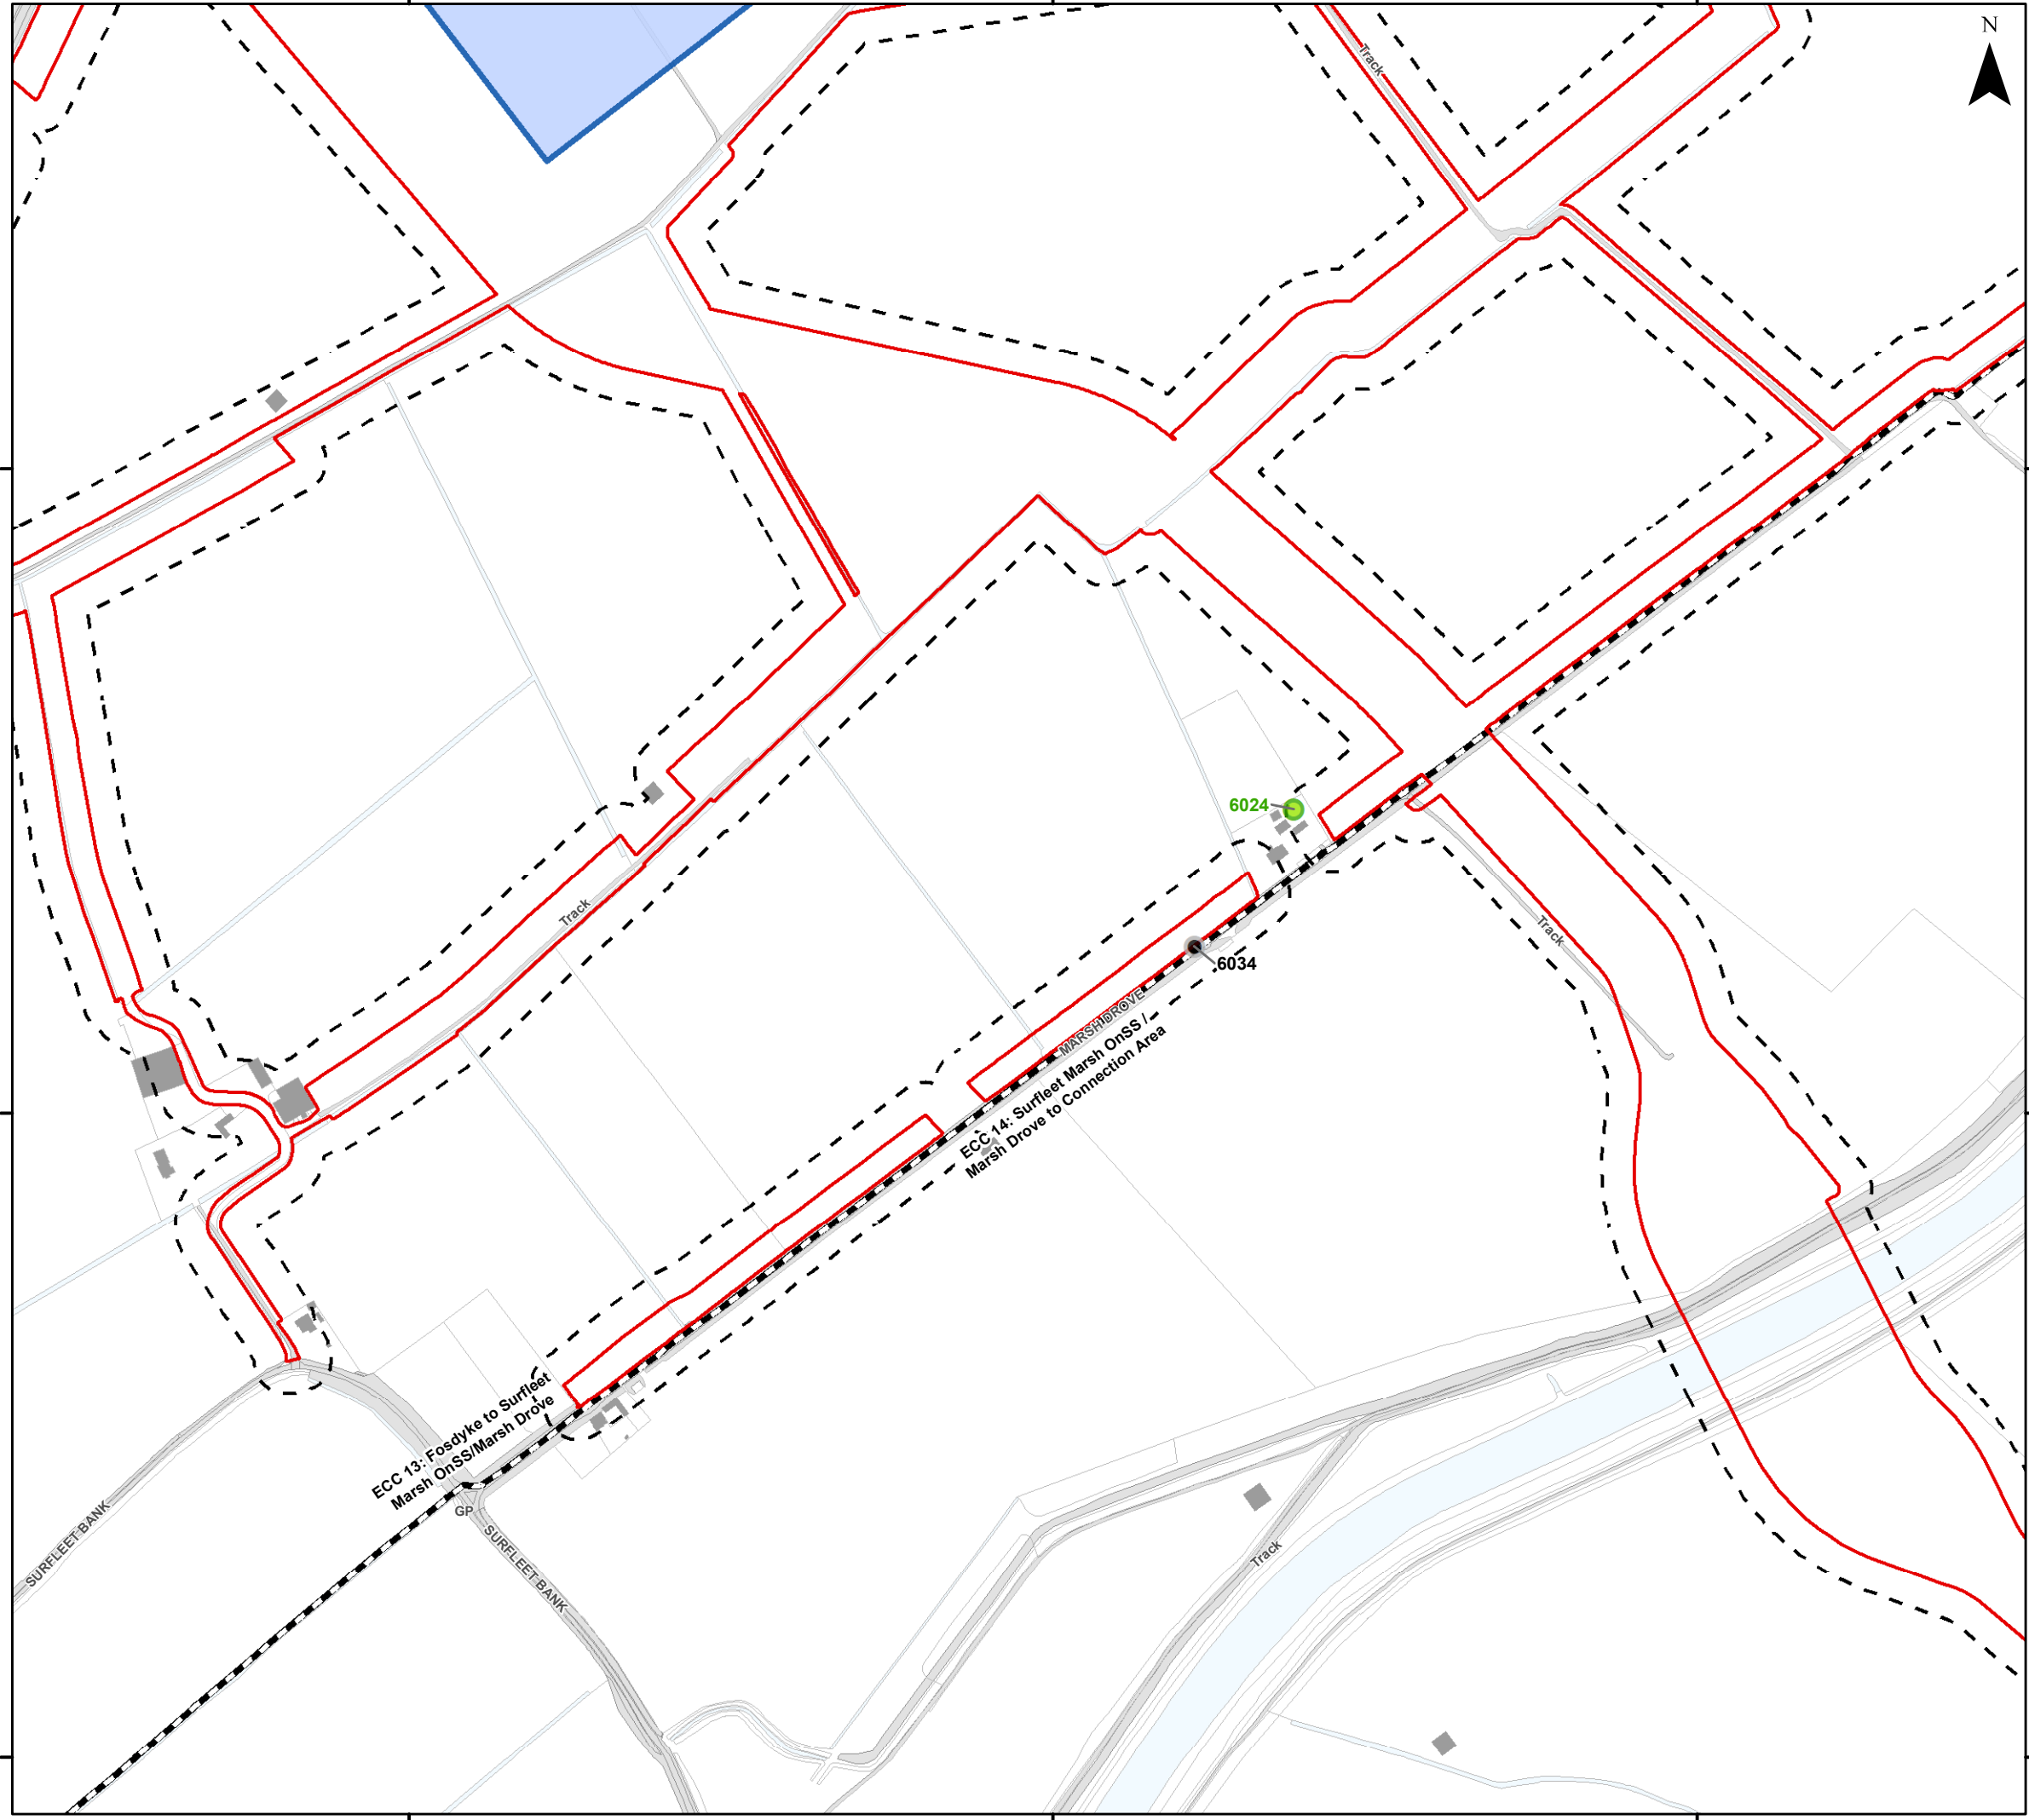 N
Track
6024
Track
Track
6034
MARSH DROVE
ECC 14: Surfleet Marsh OnSS /
Marsh Drove to Connection Area
ECC 13: Fosdyke to Surfleet
Marsh OnSS/Marsh Drove
GP
SURFLEET BANK
SURFLEET BANK
Track